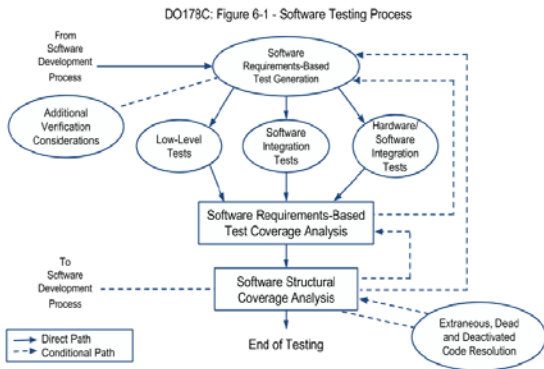 DO178C: Figure 6-1 - Software Testing Process
From
Software
Development
Process
Software
Requirements-Based
Test Generation
Additional
Verification
Considerations
Low-Level
Tests
Software
Integration
Tests
Hardware/
Software
Integration
Tests
Software Requirements-Based
Test Coverage Analysis
To
Software
Development
Process
Software Structural
Coverage Analysis
End of Testing
Extraneous, Dead
and Deactivated
Code Resolution
Direct Path
Conditional Path